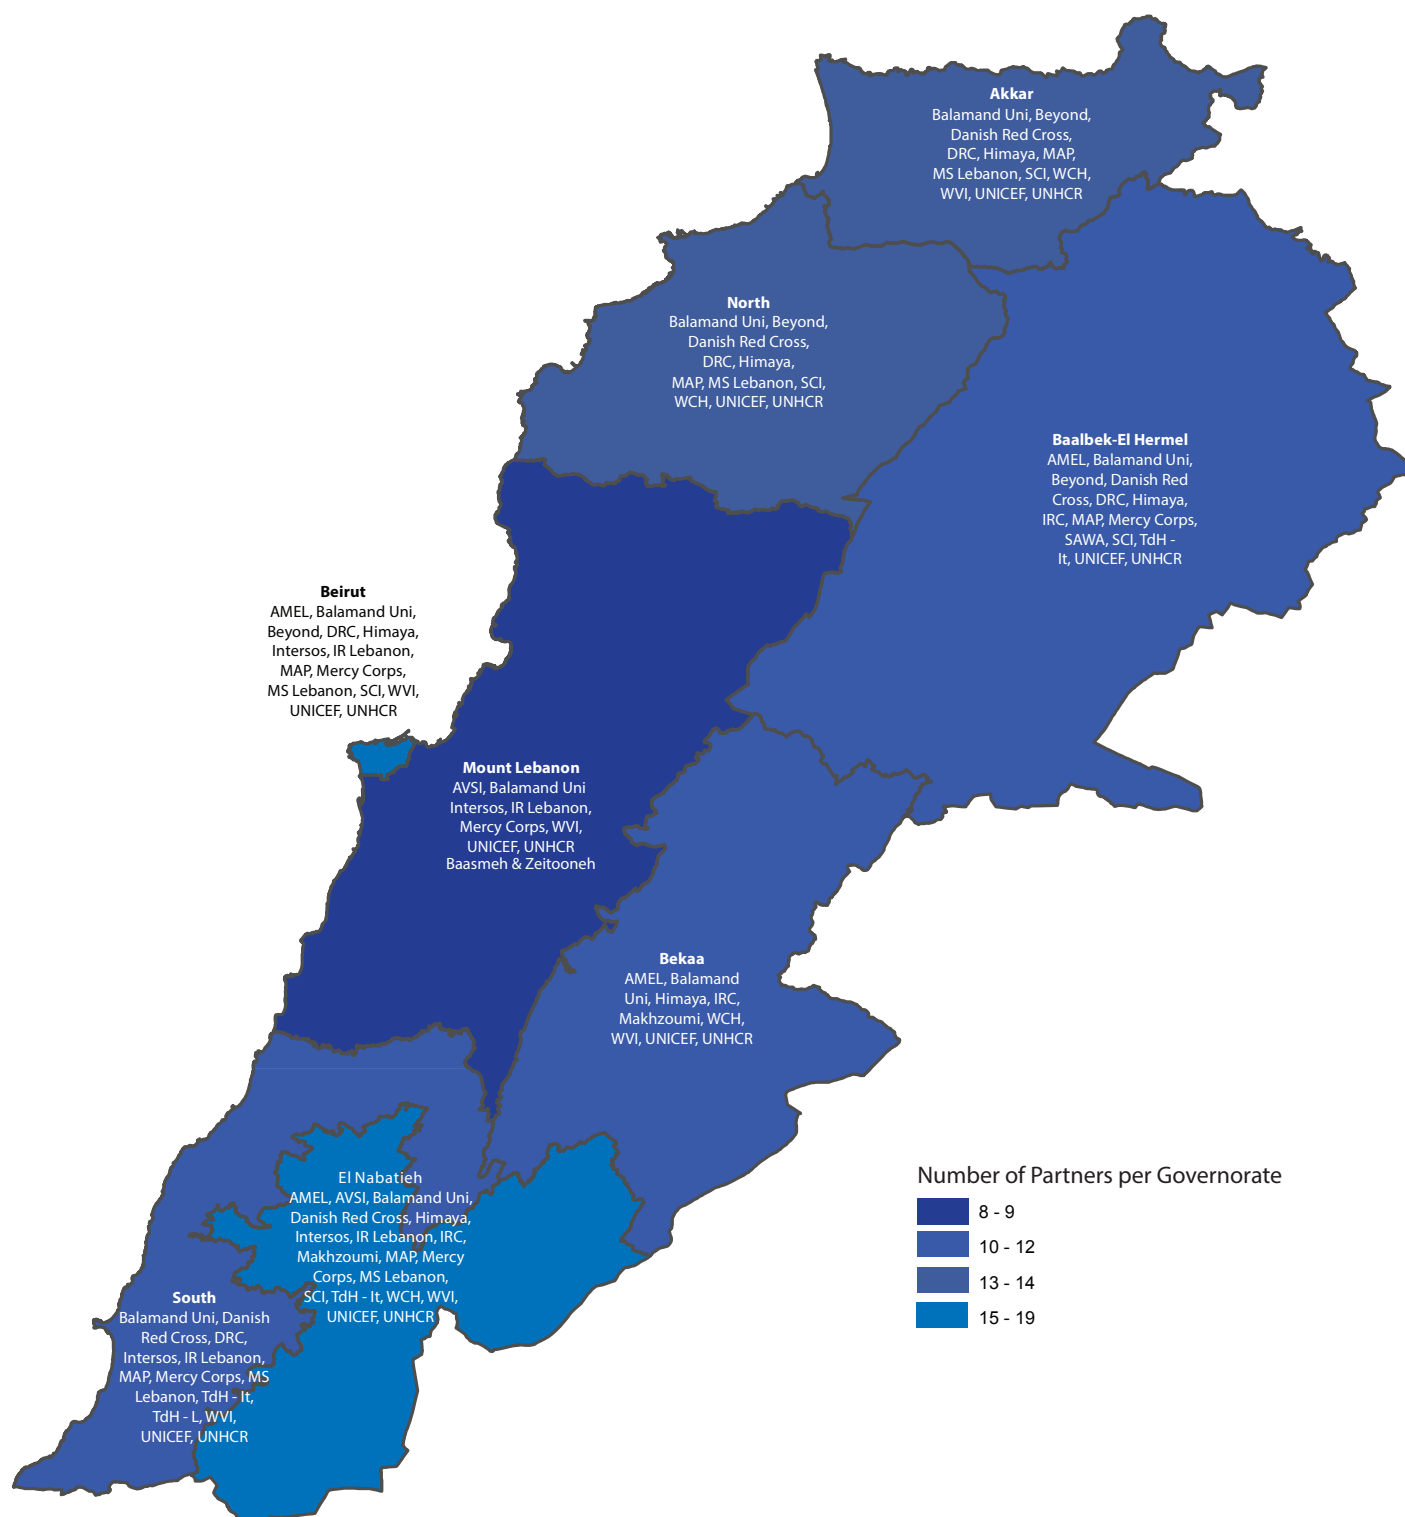 Akkar
Balamand Uni, Beyond,
Danish Red Cross,
DRC, Himaya, MAP,
MS Lebanon, SCI, WCH,
WVI, UNICEF, UNHCR
North
Balamand Uni, Beyond,
Danish Red Cross,
DRC, Himaya,
MAP, MS Lebanon, SCI,
WCH, UNICEF, UNHCR
Baalbek-El Hermel
AMEL, Balamand Uni,
Beyond, Danish Red
Cross, DRC, Himaya,
IRC, MAP, Mercy Corps,
SAWA, SCI, TdH -
It, UNICEF, UNHCR
Beirut
AMEL, Balamand Uni,
Beyond, DRC, Himaya,
Intersos, IR Lebanon,
MAP, Mercy Corps,
MS Lebanon, SCI, WVI,
UNICEF, UNHCR
Mount Lebanon
AVSI, Balamand Uni
Intersos, IR Lebanon,
Mercy Corps, WVI,
UNICEF, UNHCR
Baasmeh & Zeitooneh
Bekaa
AMEL, Balamand
Uni, Himaya, IRC,
Makhzoumi, WCH,
WVI, UNICEF, UNHCR
El Nabatieh
AMEL, AVSI, Balamand Uni,
Danish Red Cross, Himaya,
Intersos, IR Lebanon, IRC,
Makhzoumi, MAP, Mercy
Corps, MS Lebanon,
SCI, TdH - It, WCH, WVI,
UNICEF, UNHCR
South
Balamand Uni, Danish
Red Cross, DRC,
Intersos, IR Lebanon,
MAP, Mercy Corps, MS
Lebanon, TdH - It,
TdH - L, WVI,
UNICEF, UNHCR
Number of Partners per Governorate
8 - 9
10 - 12
13 - 14
15 - 19